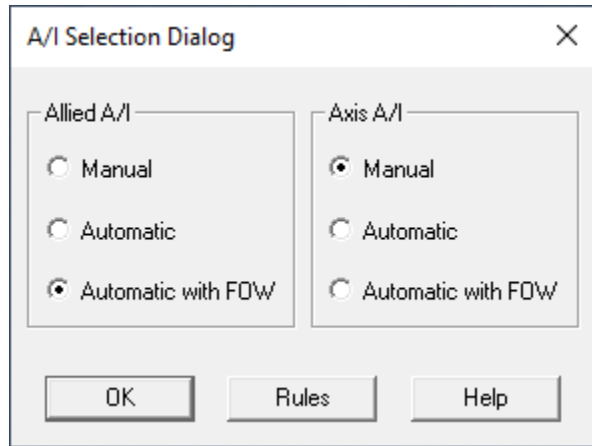 A/I Selection Dialog
Allied A/I
Manual
Automatic
Automatic with FOW
Axis A/I
Manual
Automatic
Automatic with FOW
OK
Rules
Help